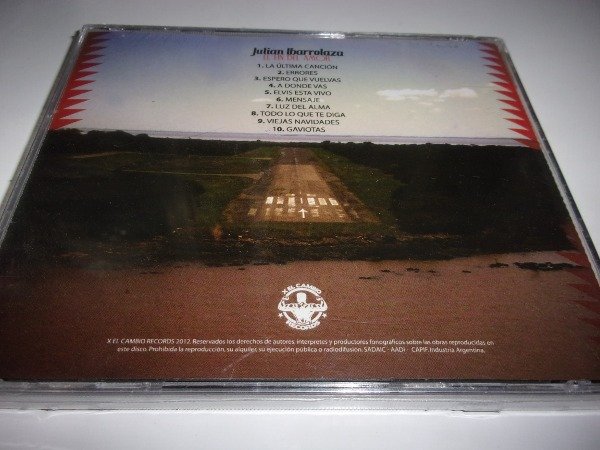 Julian Ibarrolaza
EL FIN DEL AMOR
1. LA ÚLTIMA CANCIÓN
2. ERRORES
3. ESPERO QUE VUELVAS
4. A DONDE VAS
5. ELVIS ESTA VIVO
6. MENSAJE
7. LUZ DEL ALMA
8. TODO LO QUE TE DIGA
9. VIEJAS NAVIDADES
10. GAVIOTAS
X EL CAMINO
RECORDS
X EL CAMINO RECORDS 2012. Reservados los derechos de autores, interpretes y productores fonográficos sobre las obras reproducidas en
este disco. Prohibida la reproducción, su alquiler, su ejecución pública o radiodifusion. SADAIC - AADI - CAPIF. Industria Argentina.